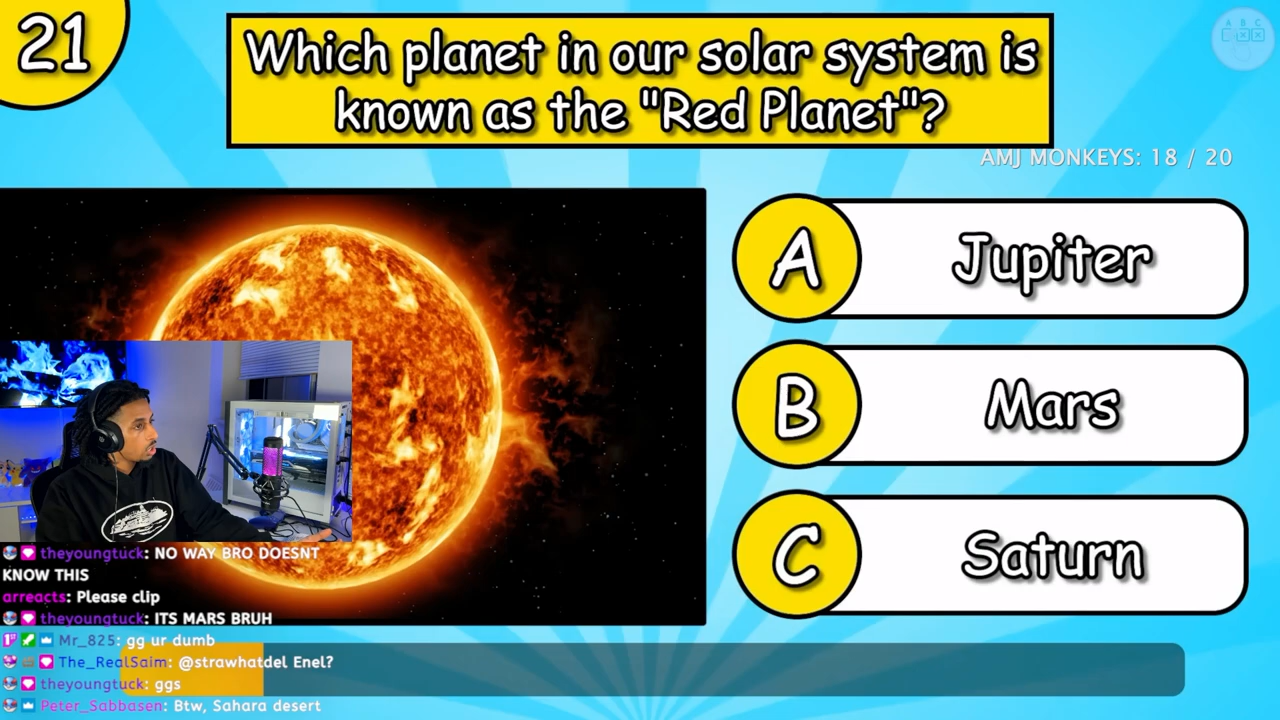 21
Which planet in our solar system is
known as the "Red Planet"?
A B C
AMJ MONKEYS: 18 / 20
A Jupiter
B Mars
C Saturn
theyoungtuck: NO WAY BRO DOESNT
KNOW THIS
arreacts: Please clip
theyoungtuck: ITS MARS BRUH
Mr_825: gg ur dumb
The_RealSaim: @strawhatdel Enel?
theyoungtuck: ggs
Peter_Sabbasen: Btw, Sahara desert